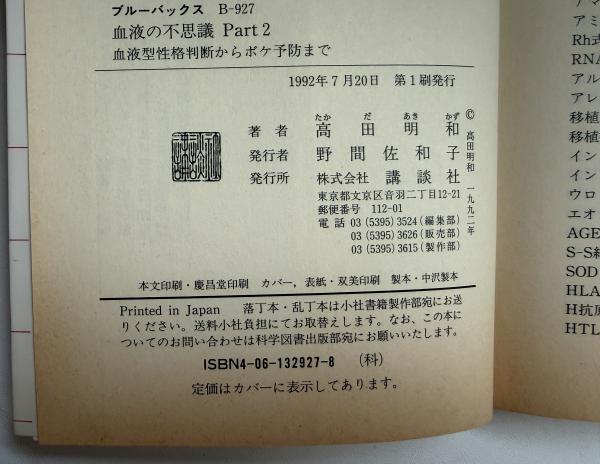 ブルーバックス B-927
血液の不思議 Part 2
血液型性格判断からボケ予防まで
1992年7月20日 第1刷発行
たか だ あき かず
著者 高田明和
発行者 野間佐和子
発行所 株式会社 講談社
東京都文京区音羽二丁目12-21
郵便番号 112-01
電話 03 (5395) 3524 (編集部)
03 (5395) 3626 (販売部)
03 (5395) 3615 (製作部)
© 高田明和 一九九二年
本文印刷・慶昌堂印刷 カバー, 表紙・双美印刷 製本・中沢製本
Printed in Japan 落丁本・乱丁本は小社書籍製作部宛にお送
りください。送料小社負担にてお取替えします。なお、この本に
ついてのお問い合わせは科学図書出版部宛にお願いいたします。
ISBN4-06-132927-8 (科)
定価はカバーに表示してあります。
アミ
Rh式
RNA
アル
アレ
移植
移植
イン
イン
ウロ
エオ
AGE
S-S結
SOD
HLA
H抗原
HTL